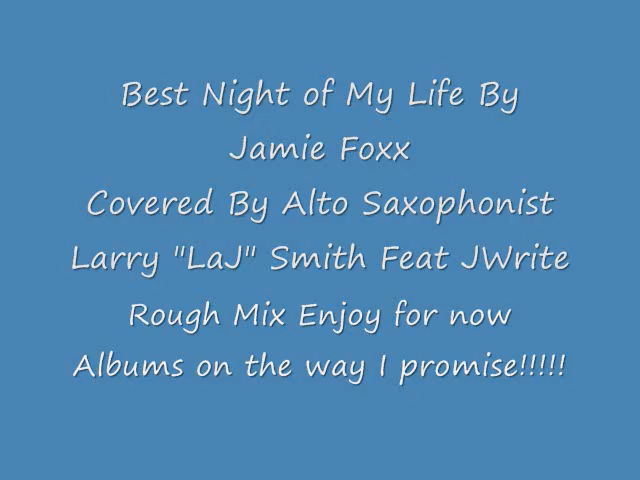 Best Night of My Life By
Jamie Foxx
Covered By Alto Saxophonist
Larry "LaJ" Smith Feat JWrite
Rough Mix Enjoy for now
Albums on the way I promise!!!!!